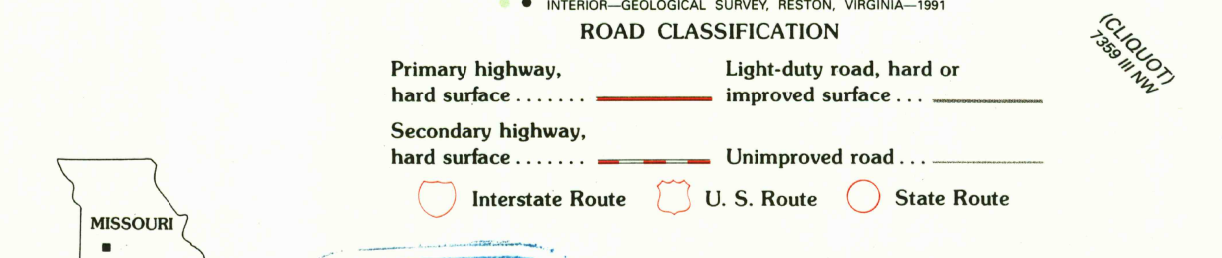 INTERIOR—GEOLOGICAL SURVEY, RESTON, VIRGINIA—1991
ROAD CLASSIFICATION
(CLIQUOT)
7359 III NW
Primary highway,
hard surface .......
Light-duty road, hard or
improved surface ...
Secondary highway,
hard surface .......
Unimproved road ...
Interstate Route
U. S. Route
State Route
MISSOURI